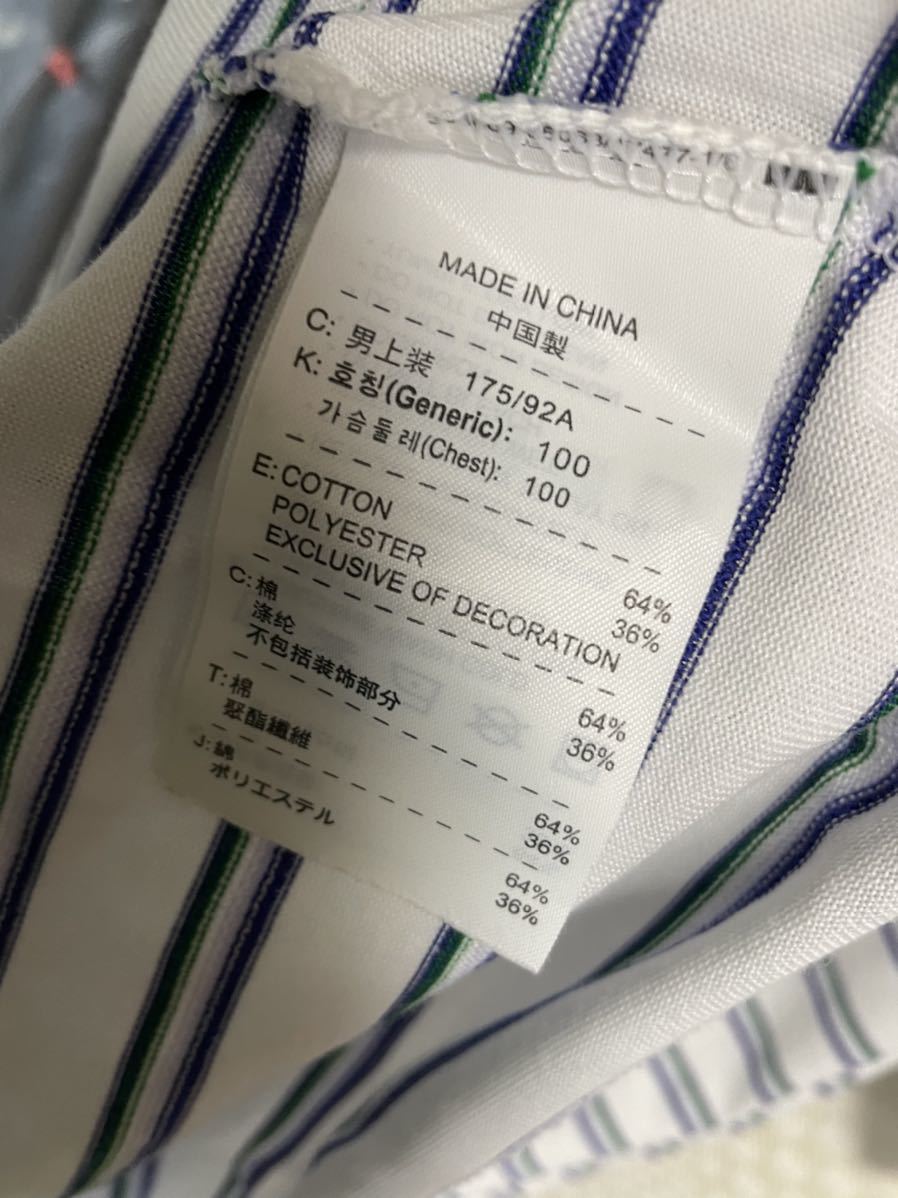 MADE IN CHINA
中国製
C: 男上装 175/92A
K: 호칭(Generic): 100
가슴둘레(Chest): 100
E: COTTON 64%
POLYESTER 36%
EXCLUSIVE OF DECORATION
C: 棉 64%
涤纶 36%
不包括装饰部分
T: 棉 64%
聚酯纖維 36%
J: 綿 64%
ポリエステル 36%